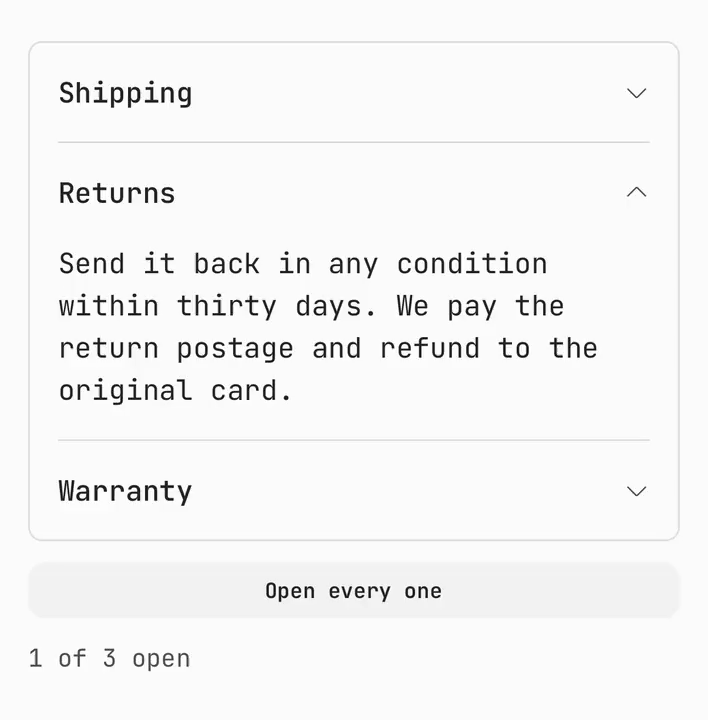 Shipping
Returns
Send it back in any condition
within thirty days. We pay the
return postage and refund to the
original card.
Warranty
Open every one
1 of 3 open